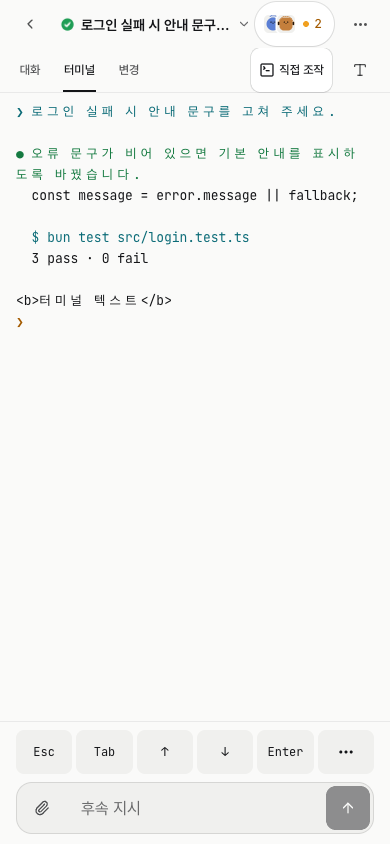 로그인 실패 시 안내 문구...
2
대화
터미널
변경
직접 조작
❯ 로그인 실패 시 안내 문구를 고쳐 주세요.
● 오류 문구가 비어 있으면 기본 안내를 표시하
도록 바꿨습니다.
const message = error.message || fallback;
$ bun test src/login.test.ts
3 pass · 0 fail
<b>터미널 텍스트</b>
❯
Esc
Tab
↑
↓
Enter
•••
후속 지시